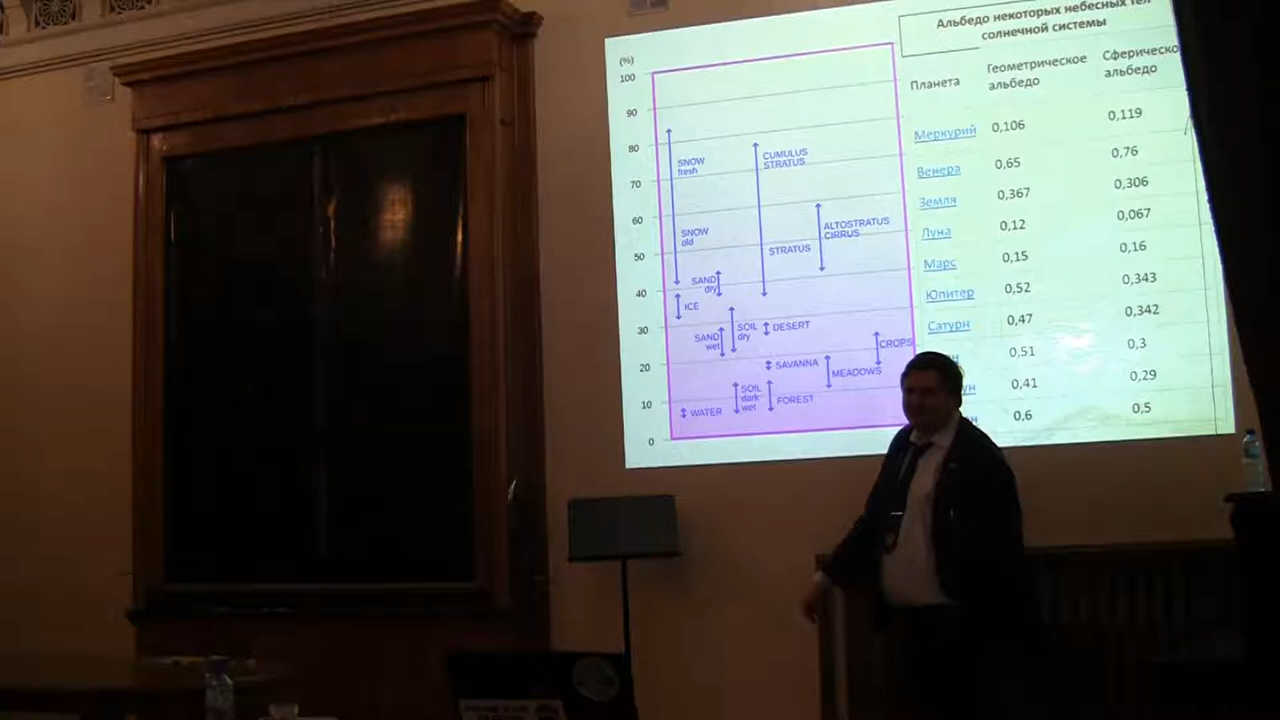 (%)
100
90
80
70
60
50
40
30
20
10
0
SNOW
fresh
SNOW
old
CUMULUS
STRATUS
ALTOSTRATUS
CIRRUS
STRATUS
SAND
dry
ICE
SAND
wet
SOIL
dry
DESERT
CROPS
SAVANNA
MEADOWS
WATER
SOIL
dark
wet
FOREST
Альбедо некоторых небесных тел
солнечной системы
Планета Геометрическое альбедо Сферическо альбедо
Меркурий 0,106 0,119
Венера 0,65 0,76
Земля 0,367 0,306
Луна 0,12 0,067
Марс 0,15 0,16
Юпитер 0,52 0,343
Сатурн 0,47 0,342
н 0,51 0,3
ун 0,41 0,29
н 0,6 0,5